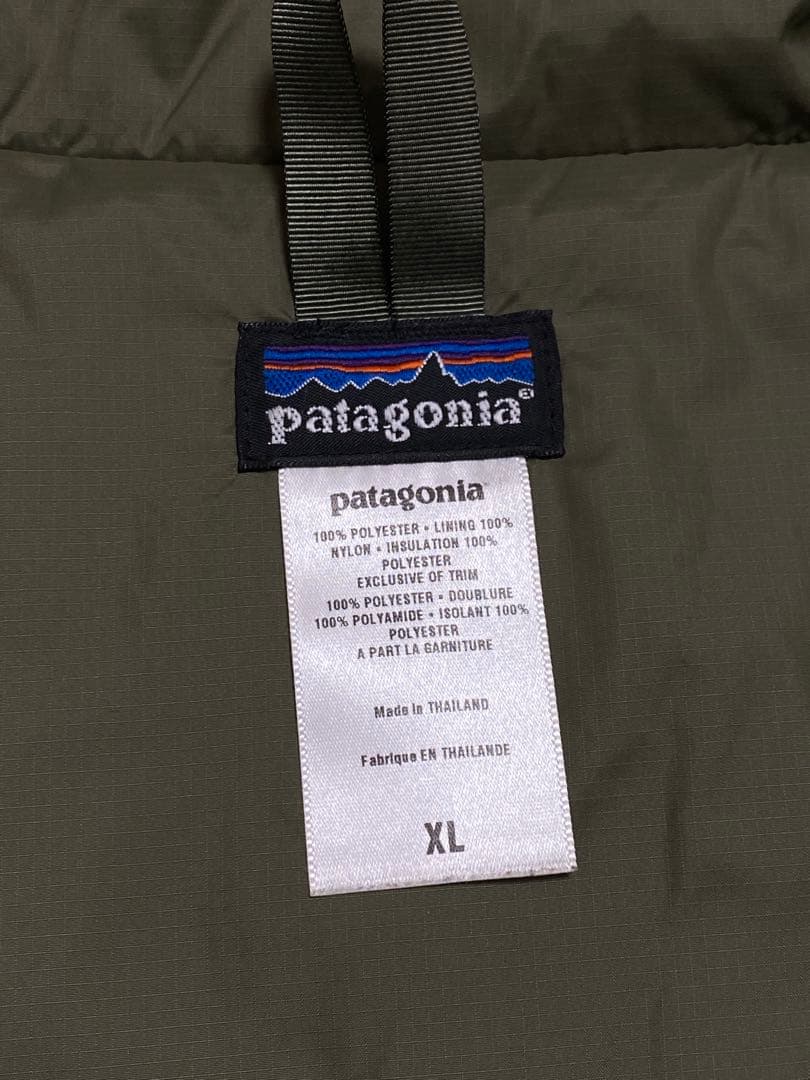 patagonia®
patagonia
100% POLYESTER • LINING 100%
NYLON • INSULATION 100%
POLYESTER
EXCLUSIVE OF TRIM
100% POLYESTER • DOUBLURE
100% POLYAMIDE • ISOLANT 100%
POLYESTER
A PART LA GARNITURE
Made in THAILAND
Fabrique EN THAILANDE
XL